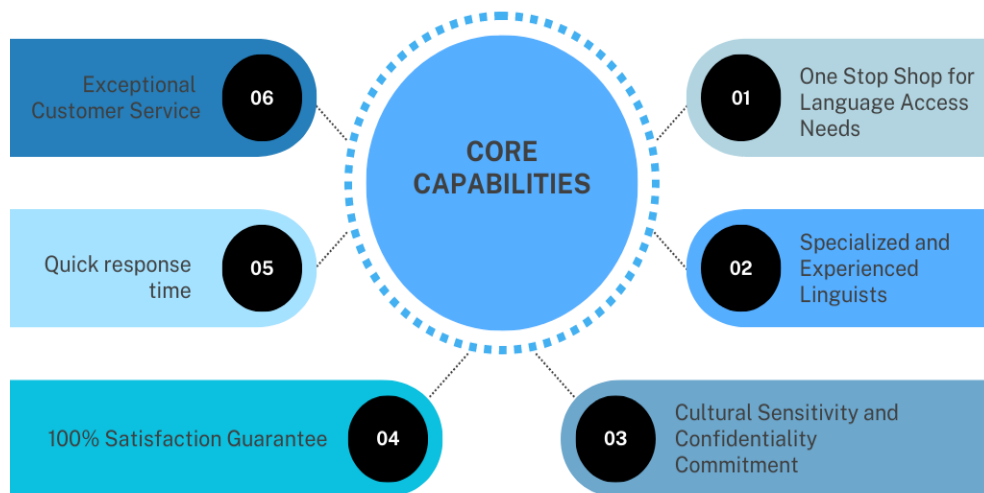 CORE
CAPABILITIES
01
One Stop Shop for
Language Access
Needs
02
Specialized and
Experienced
Linguists
03
Cultural Sensitivity and
Confidentiality
Commitment
04
100% Satisfaction Guarantee
05
Quick response
time
06
Exceptional
Customer Service